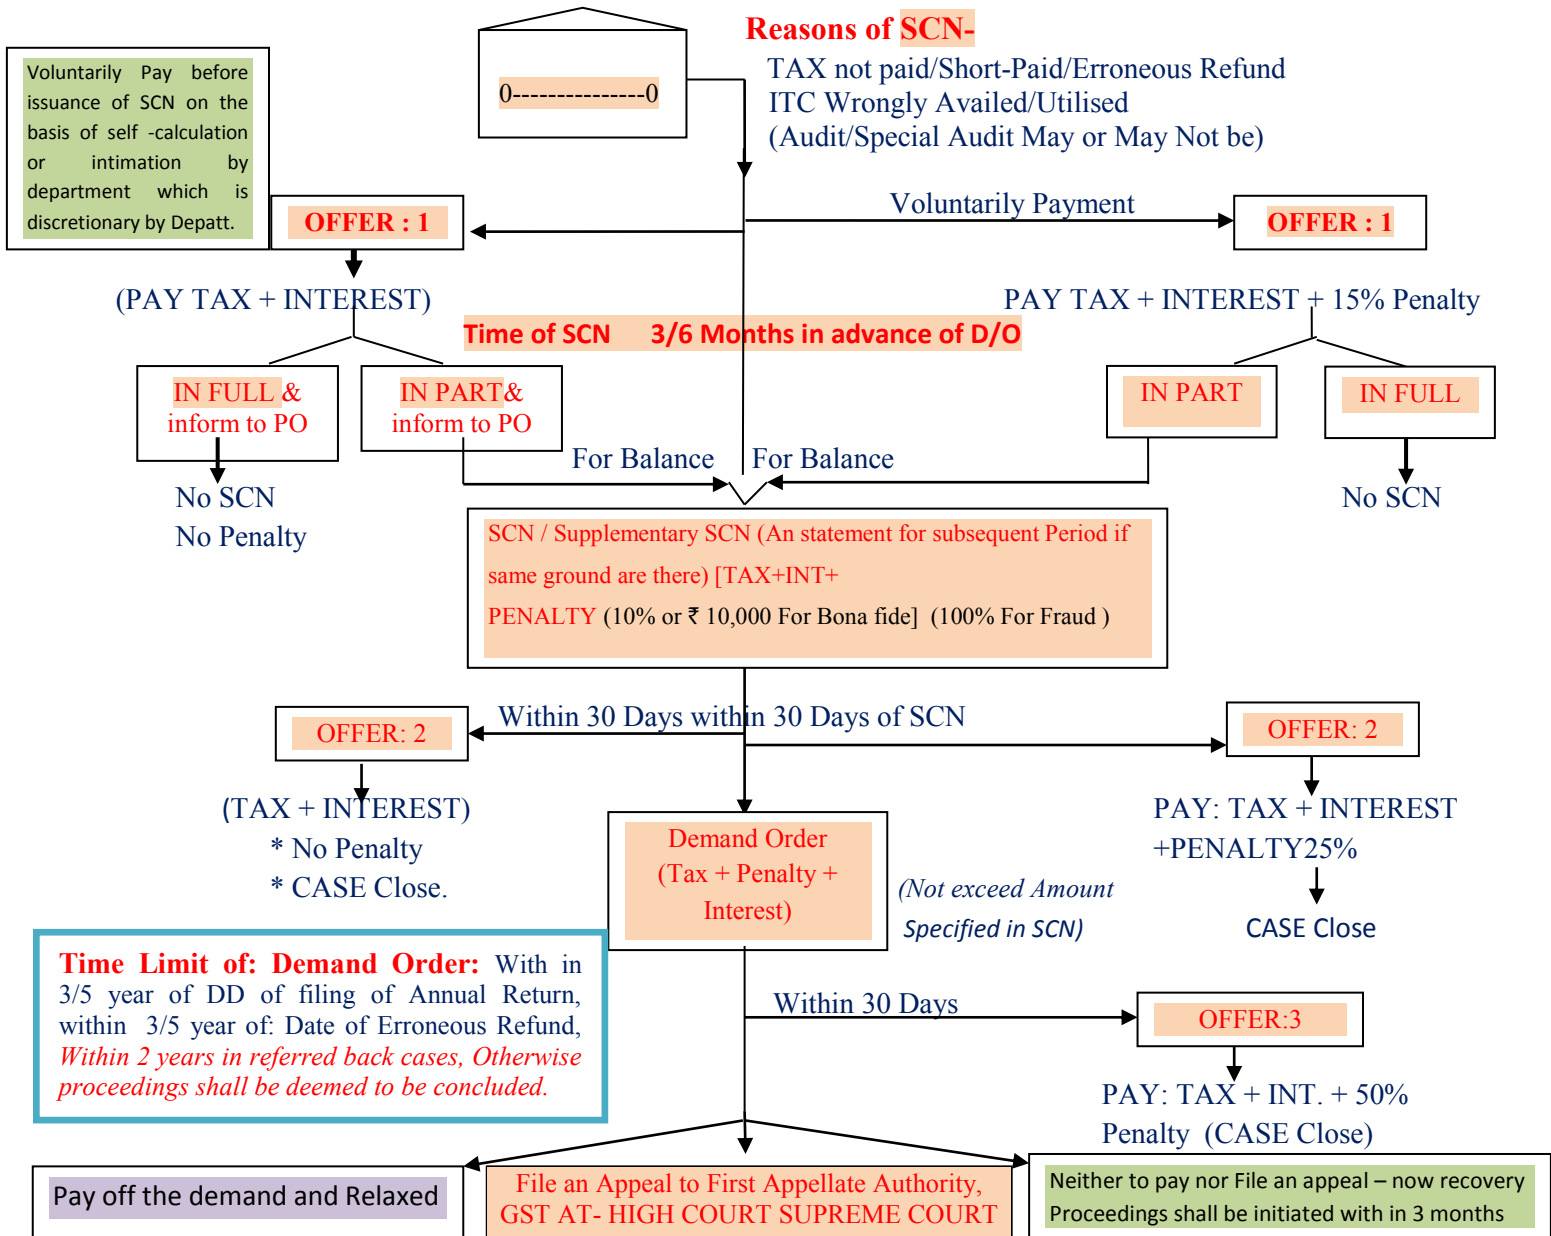 Reasons of SCN-
0---------------0
TAX not paid/Short-Paid/Erroneous Refund
ITC Wrongly Availed/Utilised
(Audit/Special Audit May or May Not be)
Voluntarily Pay before
issuance of SCN on the
basis of self -calculation
or intimation by
department which is
discretionary by Depatt.
OFFER : 1
Voluntarily Payment
OFFER : 1
(PAY TAX + INTEREST)
PAY TAX + INTEREST + 15% Penalty
Time of SCN 3/6 Months in advance of D/O
IN FULL &
inform to PO
IN PART&
inform to PO
IN PART
IN FULL
For Balance
For Balance
No SCN
No Penalty
No SCN
SCN / Supplementary SCN (An statement for subsequent Period if
same ground are there) [TAX+INT+
PENALTY (10% or ₹ 10,000 For Bona fide] (100% For Fraud )
Within 30 Days within 30 Days of SCN
OFFER: 2
OFFER: 2
(TAX + INTEREST)
* No Penalty
* CASE Close.
Demand Order
(Tax + Penalty +
Interest)
(Not exceed Amount
Specified in SCN)
PAY: TAX + INTEREST
+PENALTY25%
CASE Close
Time Limit of: Demand Order: With in
3/5 year of DD of filing of Annual Return,
within 3/5 year of: Date of Erroneous Refund,
Within 2 years in referred back cases, Otherwise
proceedings shall be deemed to be concluded.
Within 30 Days
OFFER:3
PAY: TAX + INT. + 50%
Penalty (CASE Close)
Pay off the demand and Relaxed
File an Appeal to First Appellate Authority,
GST AT- HIGH COURT SUPREME COURT
Neither to pay nor File an appeal – now recovery
Proceedings shall be initiated with in 3 months